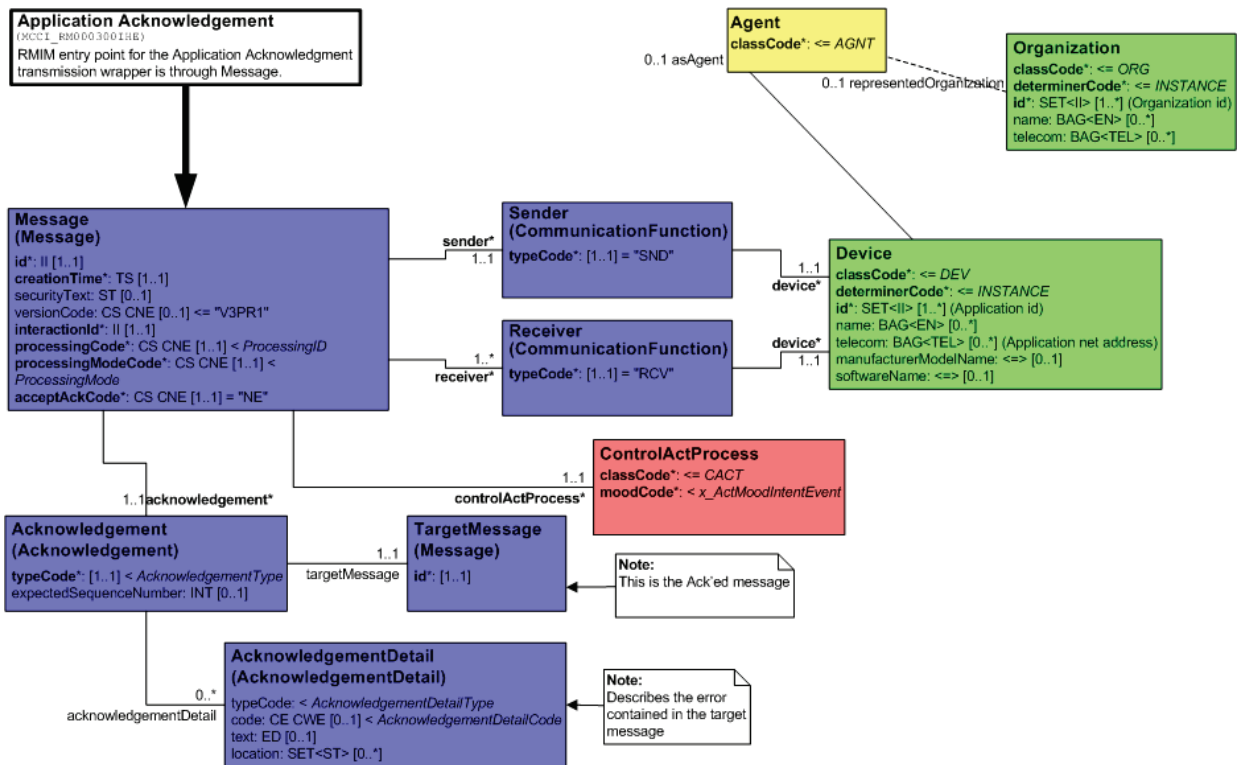 Application Acknowledgement
(MCCI_RM000300IHE)
RMIM entry point for the Application Acknowledgment
transmission wrapper is through Message.
Agent
classCode*: <= AGNT
0..1 asAgent
0..1 representedOrganization
Organization
classCode*: <= ORG
determinerCode*: <= INSTANCE
id*: SET<II> [1..*] (Organization id)
name: BAG<EN> [0..*]
telecom: BAG<TEL> [0..*]
Message
(Message)
id*: II [1..1]
creationTime*: TS [1..1]
securityText: ST [0..1]
versionCode: CS CNE [0..1] <= "V3PR1"
interactionId*: II [1..1]
processingCode*: CS CNE [1..1] < ProcessingID
processingModeCode*: CS CNE [1..1] <
ProcessingMode
acceptAckCode*: CS CNE [1..1] = "NE"
sender*
1..1
Sender
(CommunicationFunction)
typeCode*: [1..1] = "SND"
1..1
device*
1..*
receiver*
Receiver
(CommunicationFunction)
typeCode*: [1..1] = "RCV"
device*
1..1
Device
classCode*: <= DEV
determinerCode*: <= INSTANCE
id*: SET<II> [1..*] (Application id)
name: BAG<EN> [0..*]
telecom: BAG<TEL> [0..*] (Application net address)
manufacturerModelName: <=> [0..1]
softwareName: <=> [0..1]
1..1
controlActProcess*
ControlActProcess
classCode*: <= CACT
moodCode*: < x_ActMoodIntentEvent
1..1acknowledgement*
Acknowledgement
(Acknowledgement)
typeCode*: [1..1] < AcknowledgementType
expectedSequenceNumber: INT [0..1]
1..1
targetMessage
TargetMessage
(Message)
id*: [1..1]
Note:
This is the Ack'ed message
0..*
acknowledgementDetail
AcknowledgementDetail
(AcknowledgementDetail)
typeCode: < AcknowledgementDetailType
code: CE CWE [0..1] < AcknowledgementDetailCode
text: ED [0..1]
location: SET<ST> [0..*]
Note:
Describes the error
contained in the target
message